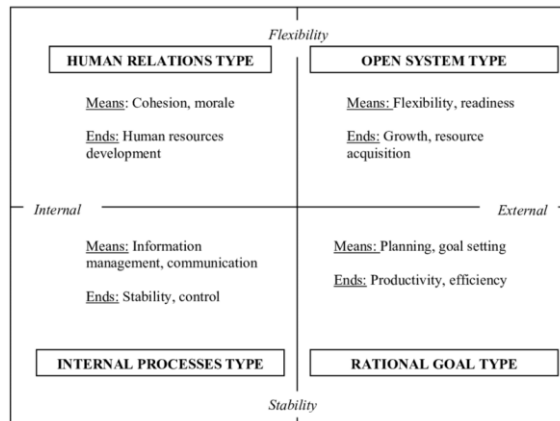 Flexibility
HUMAN RELATIONS TYPE
Means: Cohesion, morale
Ends: Human resources
development
OPEN SYSTEM TYPE
Means: Flexibility, readiness
Ends: Growth, resource
acquisition
Internal
External
Means: Information
management, communication
Ends: Stability, control
INTERNAL PROCESSES TYPE
Means: Planning, goal setting
Ends: Productivity, efficiency
RATIONAL GOAL TYPE
Stability